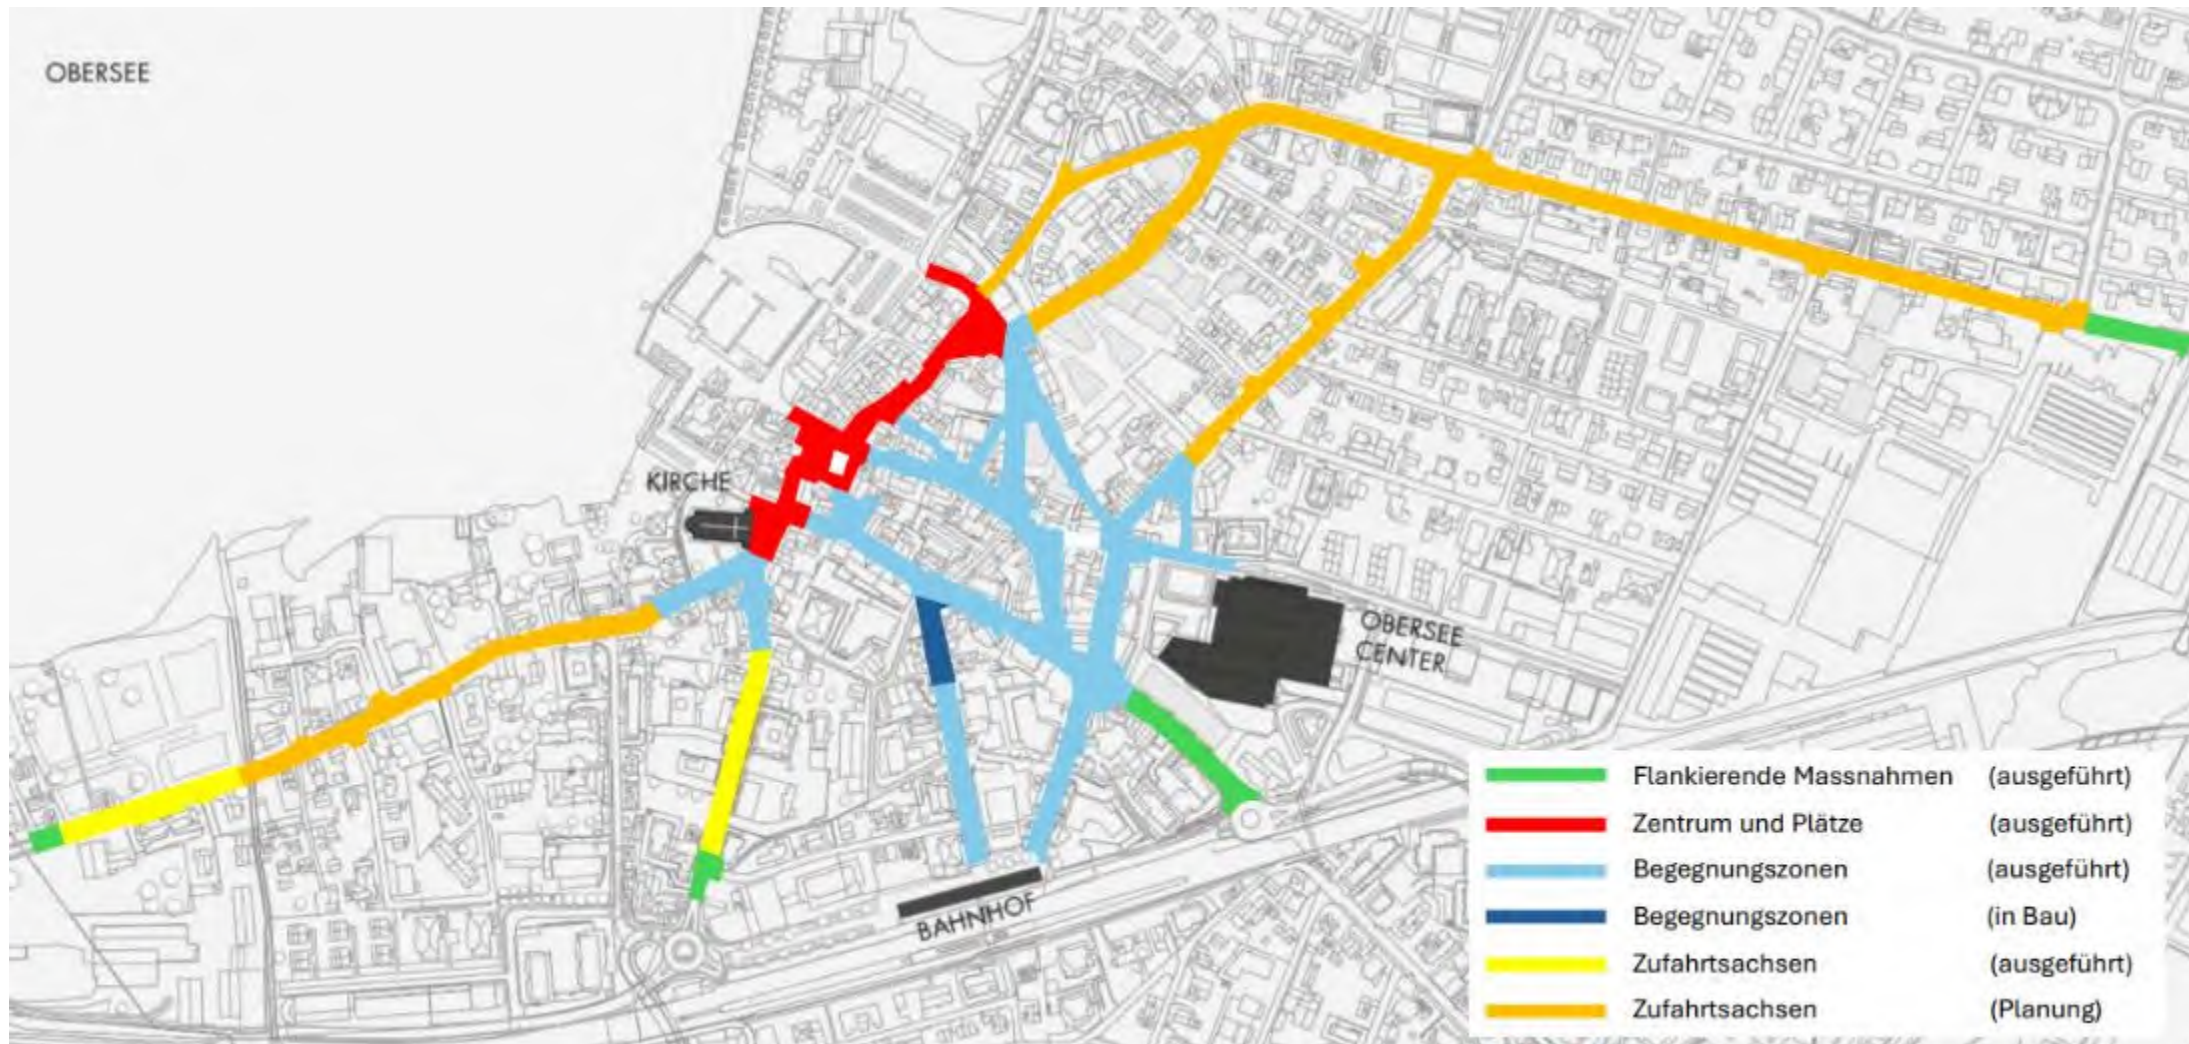 OBERSEE
KIRCHE
OBERSEE
CENTER
BAHNHOF
Flankierende Massnahmen (ausgeführt)
Zentrum und Plätze (ausgeführt)
Begegnungszonen (ausgeführt)
Begegnungszonen (in Bau)
Zufahrtsachsen (ausgeführt)
Zufahrtsachsen (Planung)